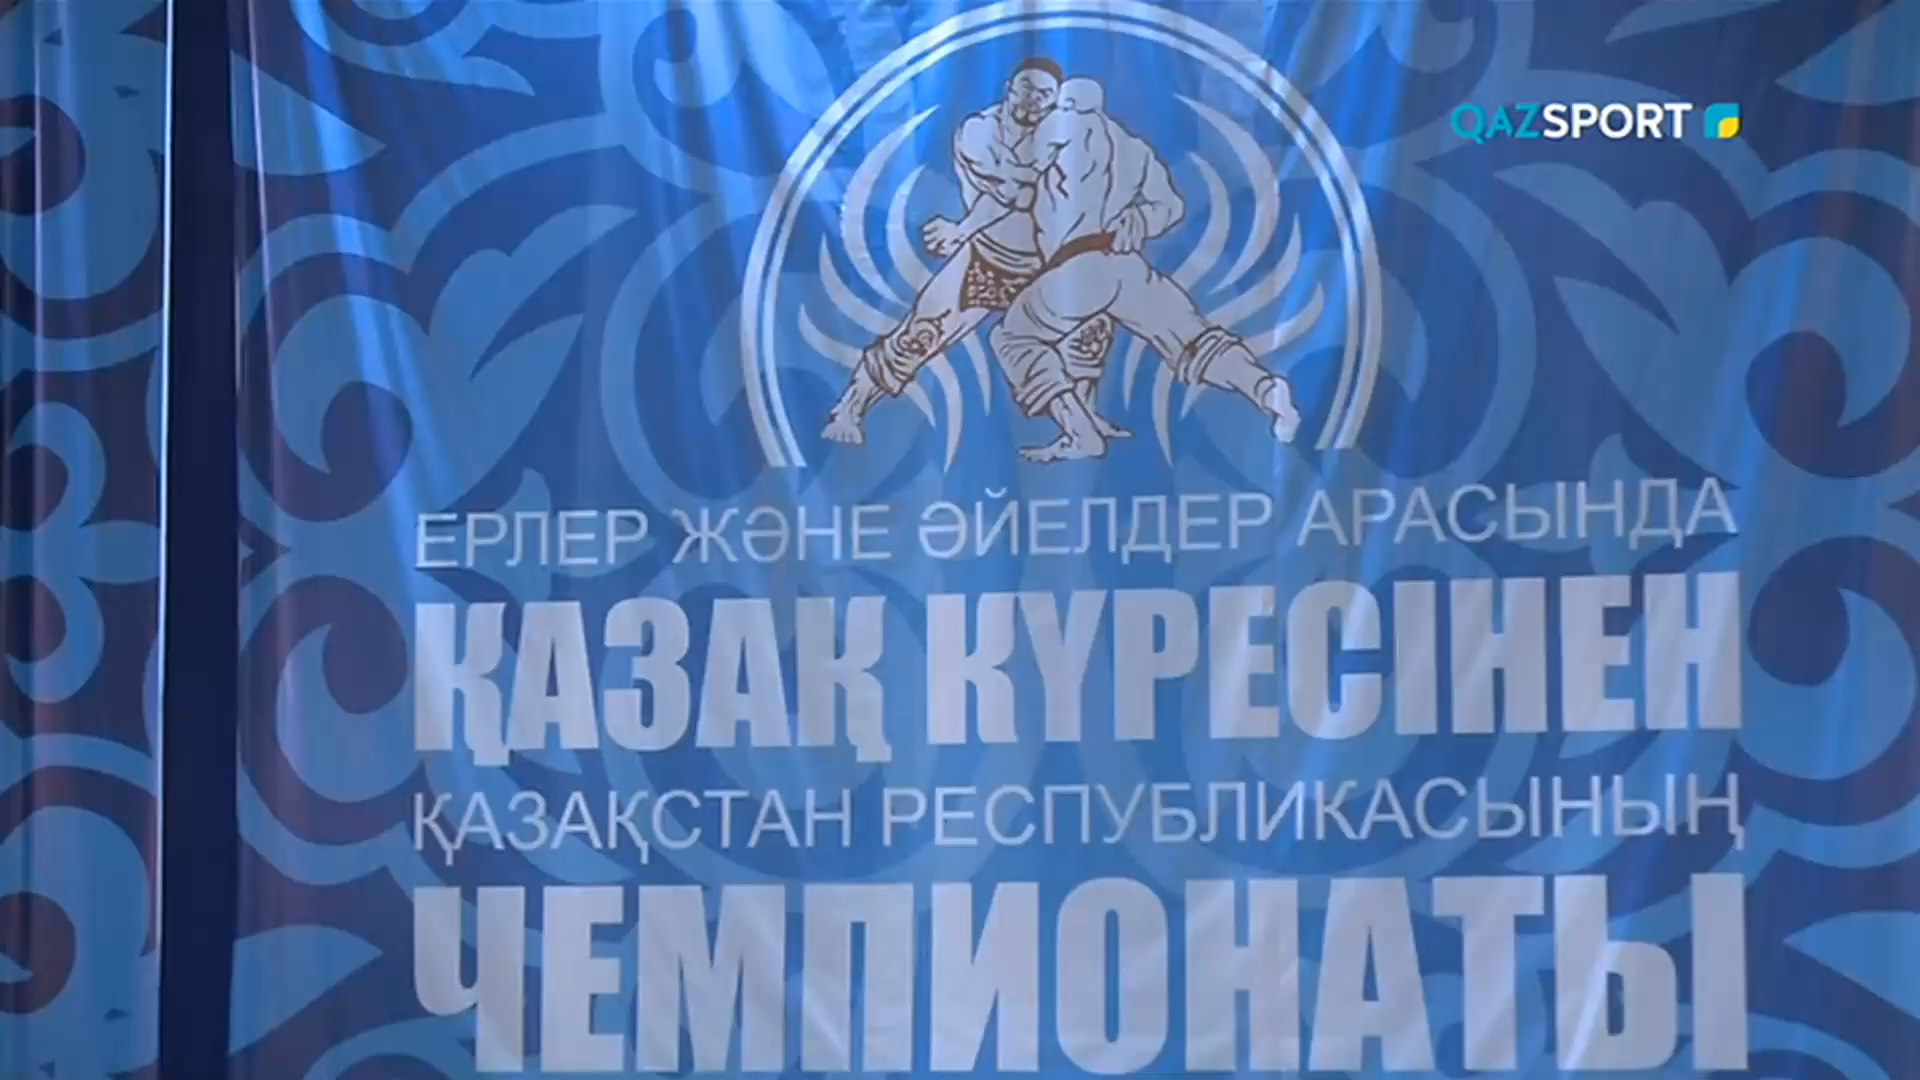 QAZSPORT
ЕРЛЕР ЖӘНЕ ӘЙЕЛДЕР АРАСЫНДА
ҚАЗАҚ КҮРЕСІНЕН
ҚАЗАҚСТАН РЕСПУБЛИКАСЫНЫҢ
ЧЕМПИОНАТЫ